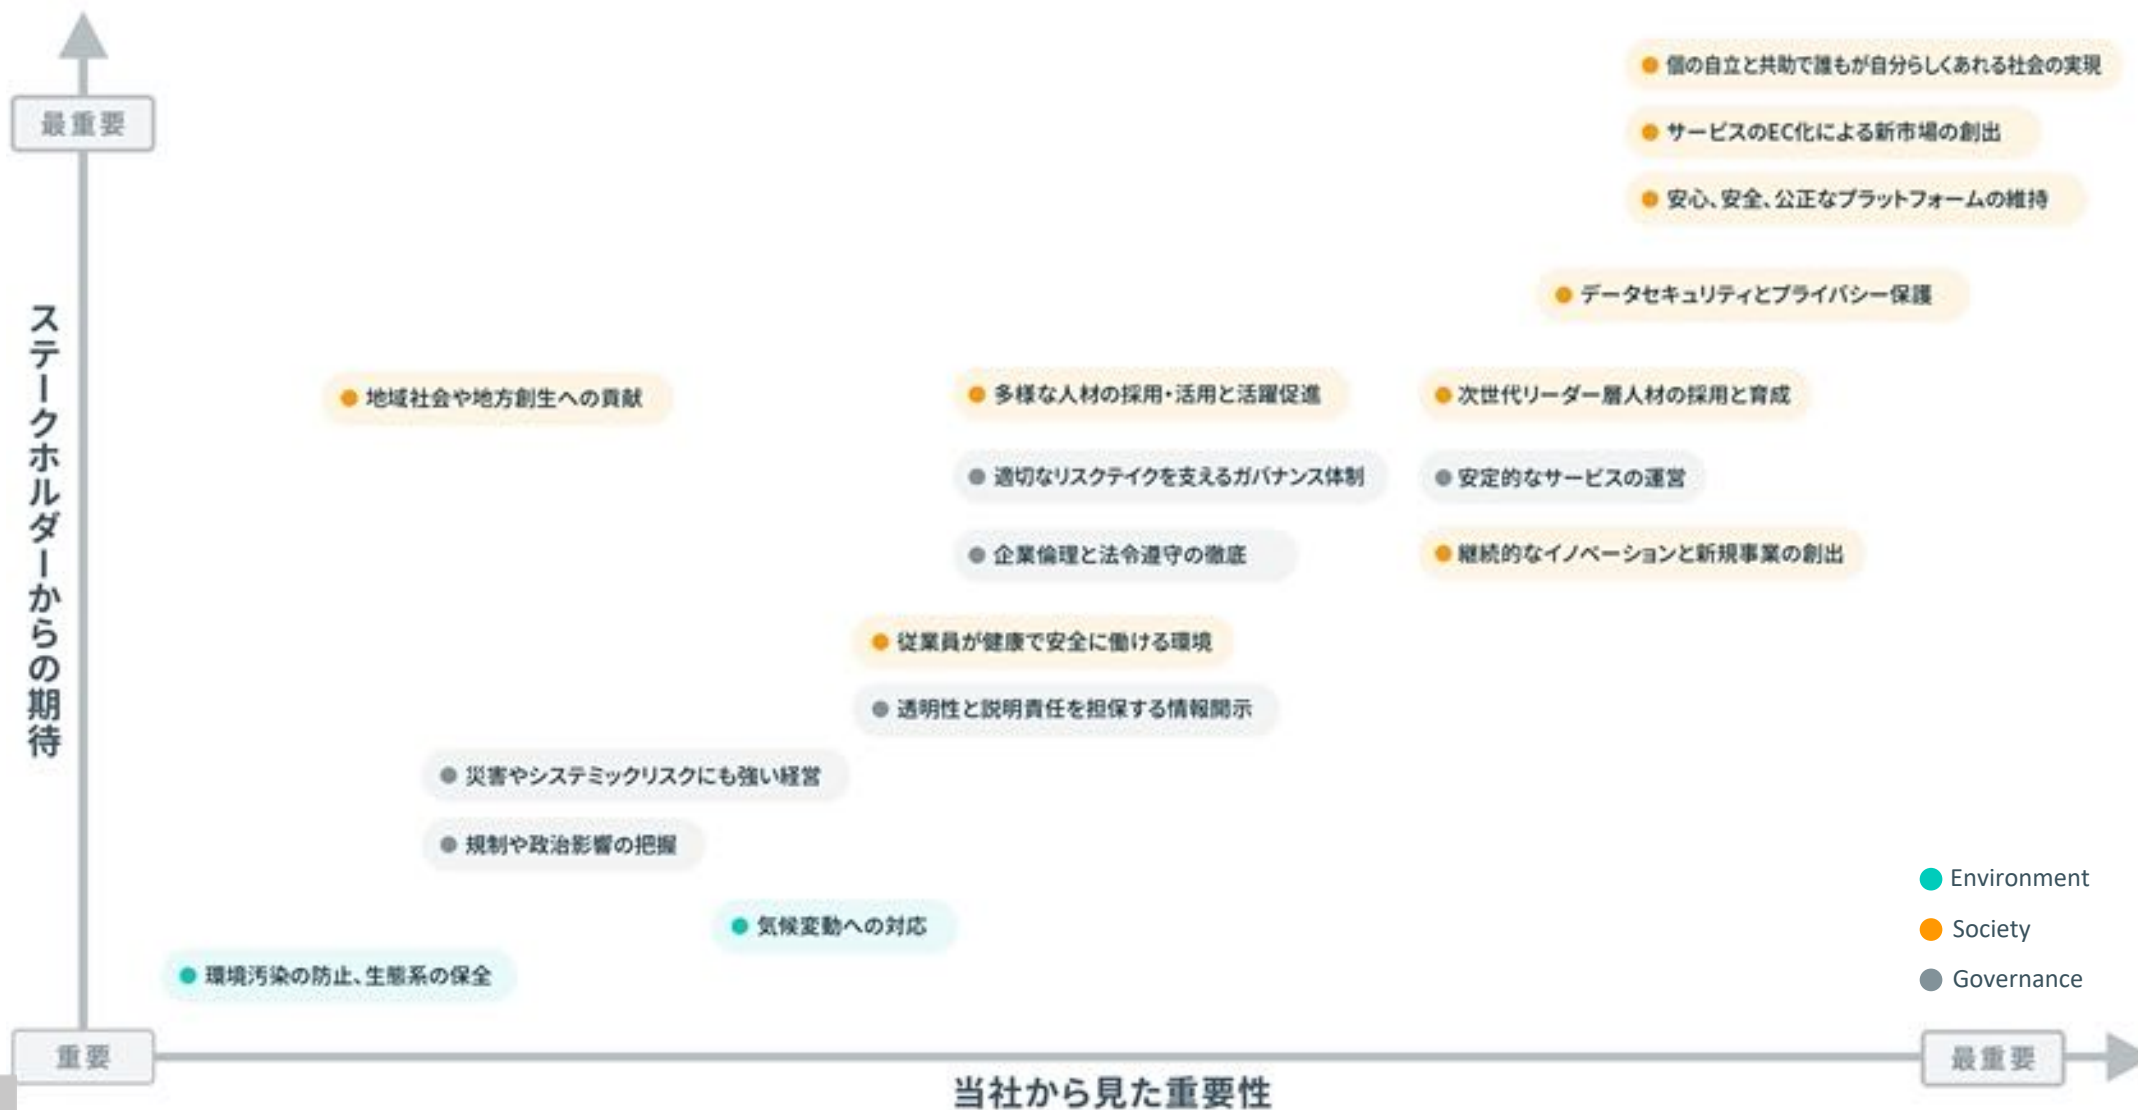 最重要
個の自立と共助で誰もが自分らしくあれる社会の実現
サービスのEC化による新市場の創出
安心、安全、公正なプラットフォームの維持
データセキュリティとプライバシー保護
ステークホルダーからの期待
地域社会や地方創生への貢献
多様な人材の採用・活用と活躍促進
次世代リーダー層人材の採用と育成
適切なリスクテイクを支えるガバナンス体制
安定的なサービスの運営
企業倫理と法令遵守の徹底
継続的なイノベーションと新規事業の創出
従業員が健康で安全に働ける環境
透明性と説明責任を担保する情報開示
災害やシステミックリスクにも強い経営
規制や政治影響の把握
気候変動への対応
環境汚染の防止、生態系の保全
Environment
Society
Governance
重要
最重要
当社から見た重要性